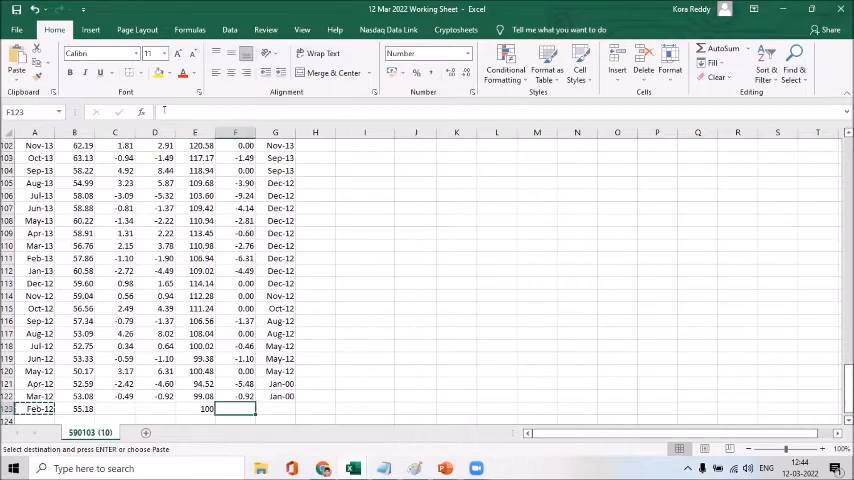 12 Mar 2022 Working Sheet - Excel Kora Reddy
File Home Insert Page Layout Formulas Data Review View Help Nasdaq Data Link Cryptosheets Tell me what you want to do Share
Paste Calibri 11 Wrap Text Number Conditional Formatting Format as Table Cell Styles Insert Delete Format AutoSum Fill Clear Sort & Filter Find & Select
B I U Merge & Center
Clipboard Font Alignment Number Styles Cells Editing
F123 fx
A B C D E F G H I J K L M N O P Q R S T
102 Nov-13 62.19 1.81 2.91 120.58 0.00 Nov-13
103 Oct-13 63.13 -0.94 -1.49 117.17 -1.49 Sep-13
104 Sep-13 58.22 4.92 8.44 118.94 0.00 Sep-13
105 Aug-13 54.99 3.23 5.87 109.68 -3.90 Dec-12
106 Jul-13 58.08 -3.09 -5.32 103.60 -9.24 Dec-12
107 Jun-13 58.88 -0.81 -1.37 109.42 -4.14 Dec-12
108 May-13 60.22 -1.34 -2.22 110.94 -2.81 Dec-12
109 Apr-13 58.91 1.31 2.22 113.45 -0.60 Dec-12
110 Mar-13 56.76 2.15 3.78 110.98 -2.76 Dec-12
111 Feb-13 57.86 -1.10 -1.90 106.94 -6.31 Dec-12
112 Jan-13 60.58 -2.72 -4.49 109.02 -4.49 Dec-12
113 Dec-12 59.60 0.98 1.65 114.14 0.00 Dec-12
114 Nov-12 59.04 0.56 0.94 112.28 0.00 Nov-12
115 Oct-12 56.56 2.49 4.39 111.24 0.00 Oct-12
116 Sep-12 57.34 -0.79 -1.37 106.56 -1.37 Aug-12
117 Aug-12 53.09 4.26 8.02 108.04 0.00 Aug-12
118 Jul-12 52.75 0.34 0.64 100.02 -0.46 May-12
119 Jun-12 53.33 -0.59 -1.10 99.38 -1.10 May-12
120 May-12 50.17 3.17 6.31 100.48 0.00 May-12
121 Apr-12 52.59 -2.42 -4.60 94.52 -5.48 Jan-00
122 Mar-12 53.08 -0.49 -0.92 99.08 -0.92 Jan-00
123 Feb-12 55.18 100
124
590103 (10)
Select destination and press ENTER or choose Paste 100%
Type here to search ENG 12:44
12-03-2022